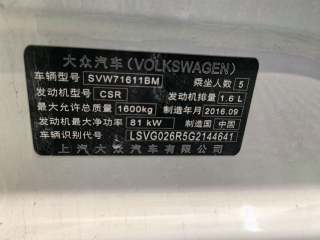 大众汽车(VOLKSWAGEN)
车辆型号 SVW71611BM 乘坐人数 5
发动机型号 CSR 发动机排量 1.6 L
最大允许总质量 1600kg 制造年月 2016.09
发动机最大净功率 81 kW 制造国 中国
车辆识别代号 LSVG026R5G2144641
上汽大众汽车有限公司